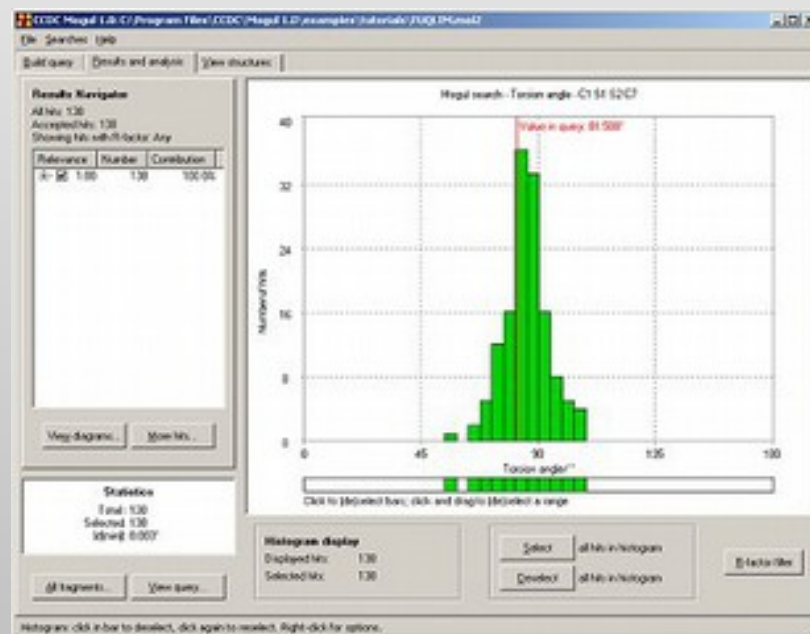 CCDC Mogul 1.0: C:\Program Files\CCDC\Mogul 1.0\examples\tutorials\
File Searches Help
Build query Results and analysis View structures
Results Navigator
All hits: 138
Accepted hits: 138
Showing hits with R-factor: Any
Relevance Number Contribution
1.00 138 100.0%
View diagrams... More hits...
Statistics
Total: 138
Selected: 138
All fragments... View query...
Mogul search - Torsion angle - C1 S1 S2 C7
Value in query:
40
32
24
16
8
0
Number of hits
0 45 90 135 180
Torsion angle/°
Click to (de)select bars; click and drag to (de)select a range
Histogram display
Displayed hits: 138
Selected hits: 138
Select all hits in histogram
Deselect all hits in histogram
R-factor filter
Histogram: click in bar to deselect, click again to reselect. Right-click for options.